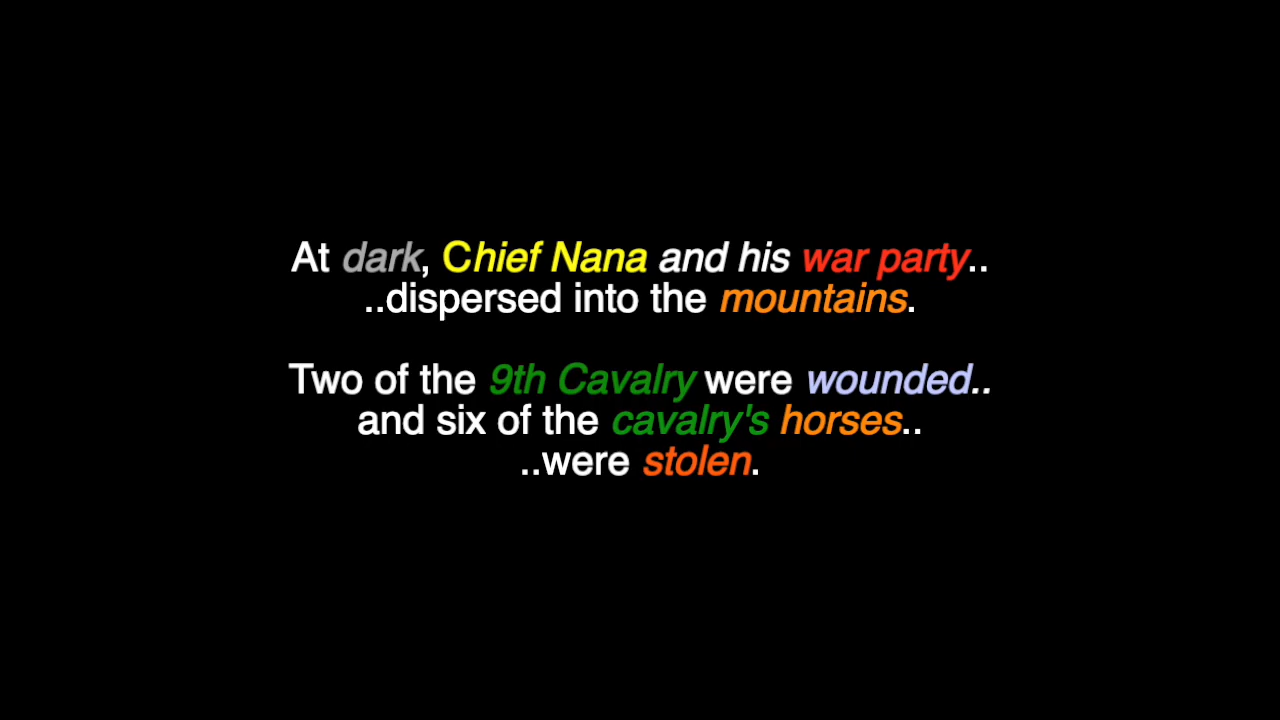 At dark, Chief Nana and his war party..
..dispersed into the mountains.
Two of the 9th Cavalry were wounded..
and six of the cavalry's horses..
..were stolen.